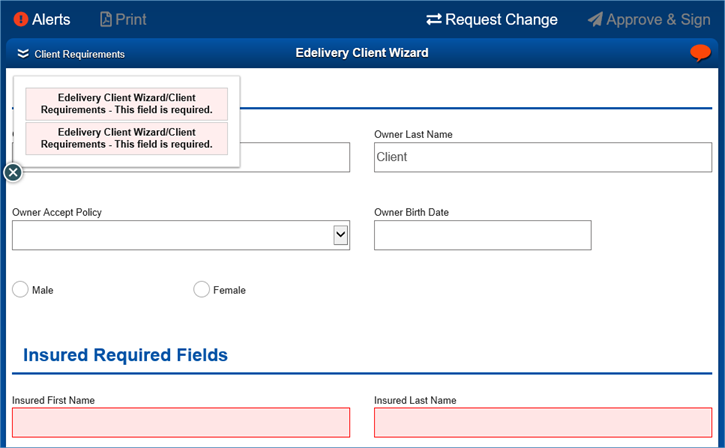 Alerts
Print
Request Change
Approve & Sign
Client Requirements
Edelivery Client Wizard
Edelivery Client Wizard/Client
Requirements - This field is required.
Edelivery Client Wizard/Client
Requirements - This field is required.
Owner Last Name
Client
Owner Accept Policy
Owner Birth Date
Male
Female
Insured Required Fields
Insured First Name
Insured Last Name